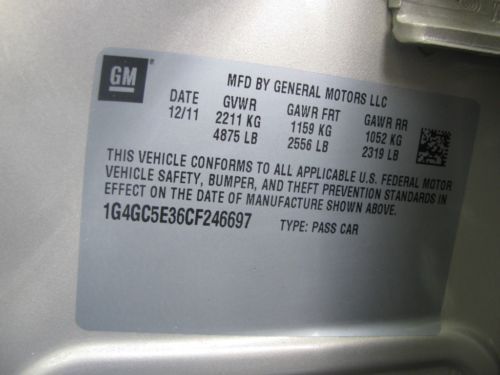 GM
MFD BY GENERAL MOTORS LLC
DATE GVWR GAWR FRT GAWR RR
12/11 2211 KG 1159 KG 1052 KG
4875 LB 2556 LB 2319 LB
THIS VEHICLE CONFORMS TO ALL APPLICABLE U.S. FEDERAL MOTOR
VEHICLE SAFETY, BUMPER, AND THEFT PREVENTION STANDARDS IN
EFFECT ON THE DATE OF MANUFACTURE SHOWN ABOVE.
1G4GC5E36CF246697 TYPE: PASS CAR